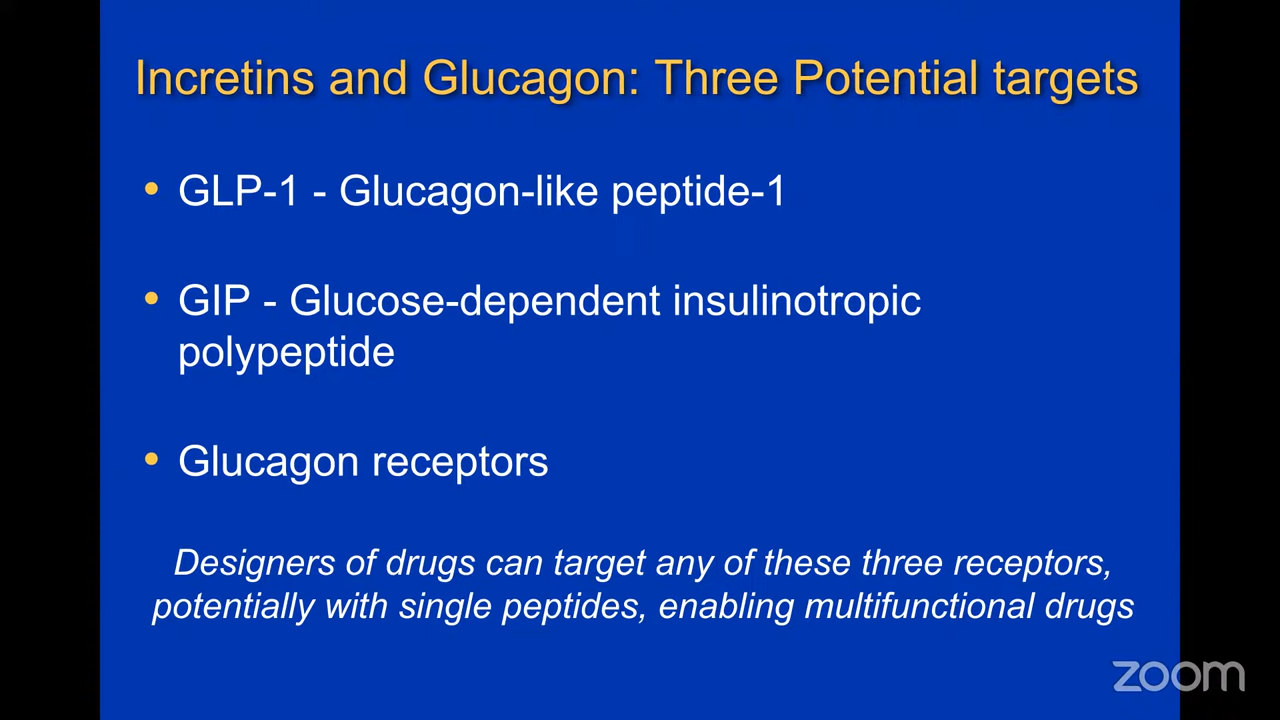 Incretins and Glucagon: Three Potential targets
• GLP-1 - Glucagon-like peptide-1
• GIP - Glucose-dependent insulinotropic
polypeptide
• Glucagon receptors
Designers of drugs can target any of these three receptors,
potentially with single peptides, enabling multifunctional drugs
zoom